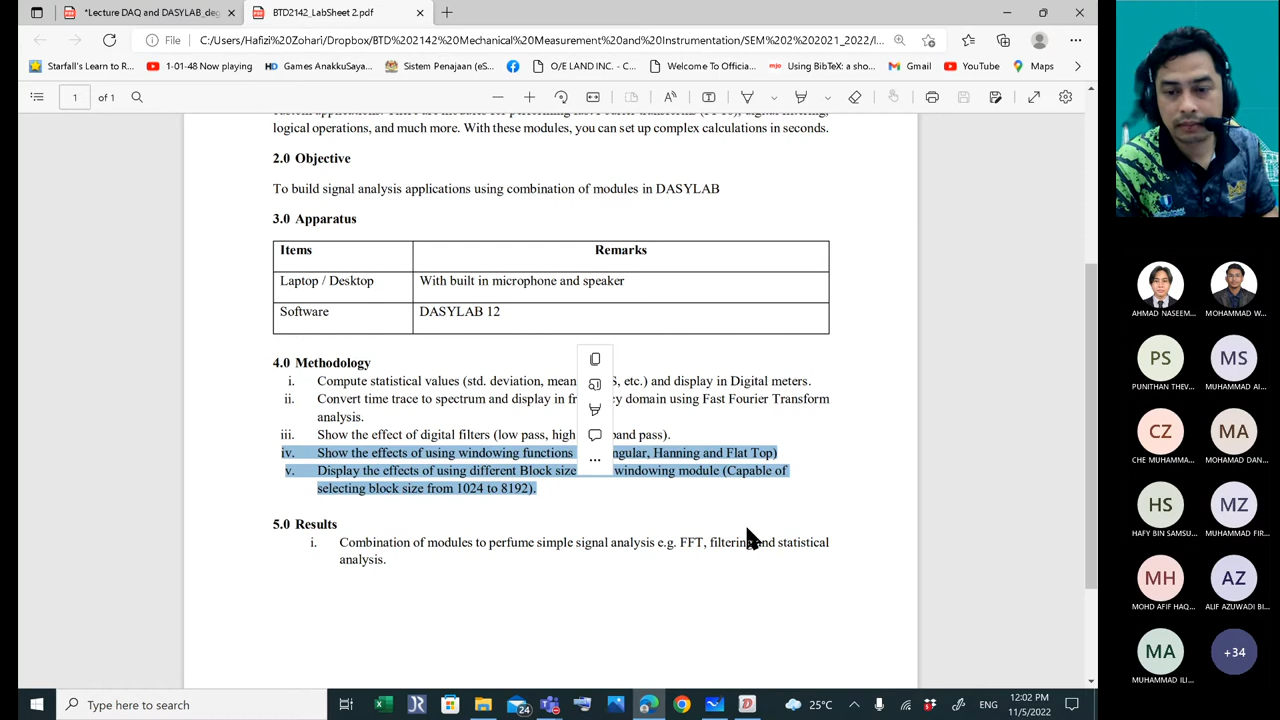 *Lecture DAQ and DASYLAB_deg
BTD2142_LabSheet 2.pdf
File
C:/Users/Hafizi%20Zohari/Dropbox/BTD%202142%20Mechanical%20Measurement%20and%20Instrumentation/SEM%202%202021_2022/l...
Starfall's Learn to R...
1-01-48 Now playing
HD Games AnakkuSaya...
Sistem Penajaan (eS...
O/E LAND INC. - C...
Welcome To Officia...
mjo Using BibTeX: a sho...
Gmail
YouTube
Maps
1 of 1
logical operations, and much more. With these modules, you can set up complex calculations in seconds.
2.0 Objective
To build signal analysis applications using combination of modules in DASYLAB
3.0 Apparatus
Items Remarks
Laptop / Desktop With built in microphone and speaker
Software DASYLAB 12
4.0 Methodology
i. Compute statistical values (std. deviation, mean, S, etc.) and display in Digital meters.
ii. Convert time trace to spectrum and display in fr cy domain using Fast Fourier Transform
analysis.
iii. Show the effect of digital filters (low pass, high band pass).
iv. Show the effects of using windowing functions ngular, Hanning and Flat Top)
v. Display the effects of using different Block size windowing module (Capable of
selecting block size from 1024 to 8192).
5.0 Results
i. Combination of modules to perfume simple signal analysis e.g. FFT, filtering and statistical
analysis.
AHMAD NASEEM...
MOHAMMAD W...
PS
PUNITHAN THEV...
MS
MUHAMMAD AI...
CZ
CHE MUHAMMA...
MA
MOHAMAD DAN...
HS
HAFY BIN SAMSU...
MZ
MUHAMMAD FIR...
MH
MOHD AFIF HAQ...
AZ
ALIF AZUWADI BI...
MA
MUHAMMAD ILI...
+34
Type here to search
24
25°C
ENG
12:02 PM
11/5/2022